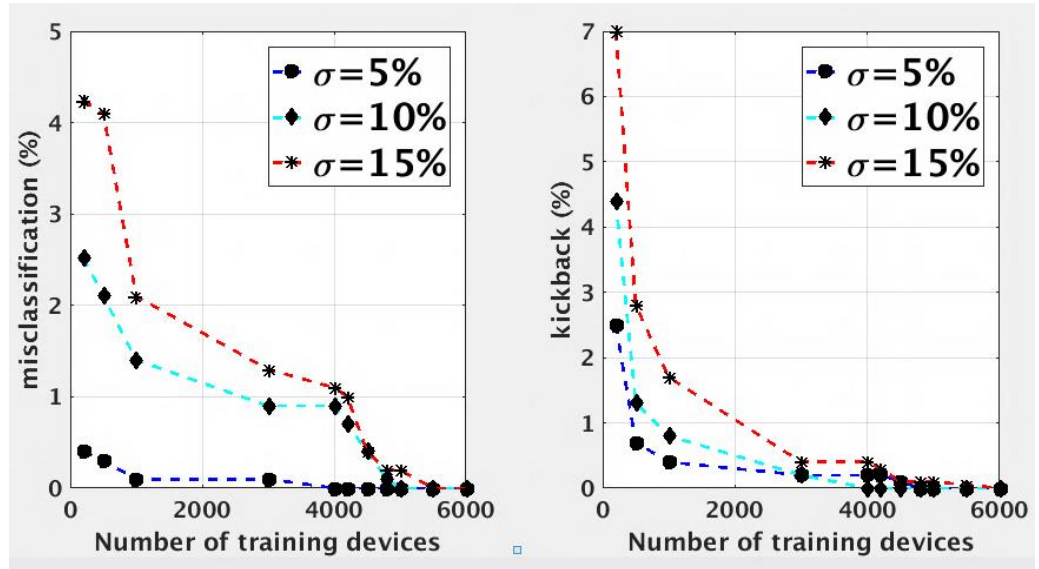 5
4
3
2
1
0
misclassification (%)
0 2000 4000 6000
Number of training devices
σ=5%
σ=10%
σ=15%
7
6
5
4
3
2
1
0
kickback (%)
0 2000 4000 6000
Number of training devices
σ=5%
σ=10%
σ=15%